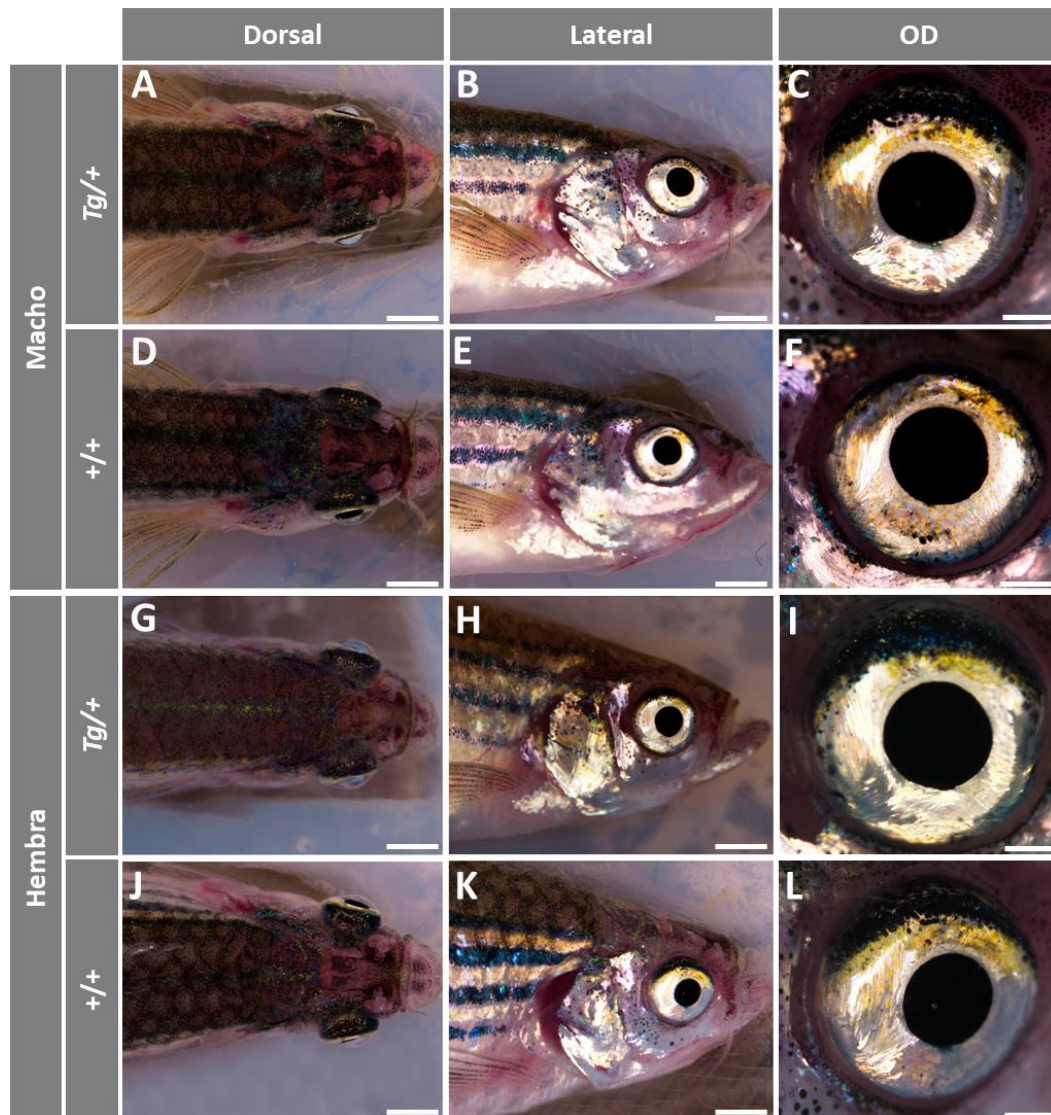 Dorsal Lateral OD
Macho
Tg/+
A B C
+/+
D E F
Hembra
Tg/+
G H I
+/+
J K L